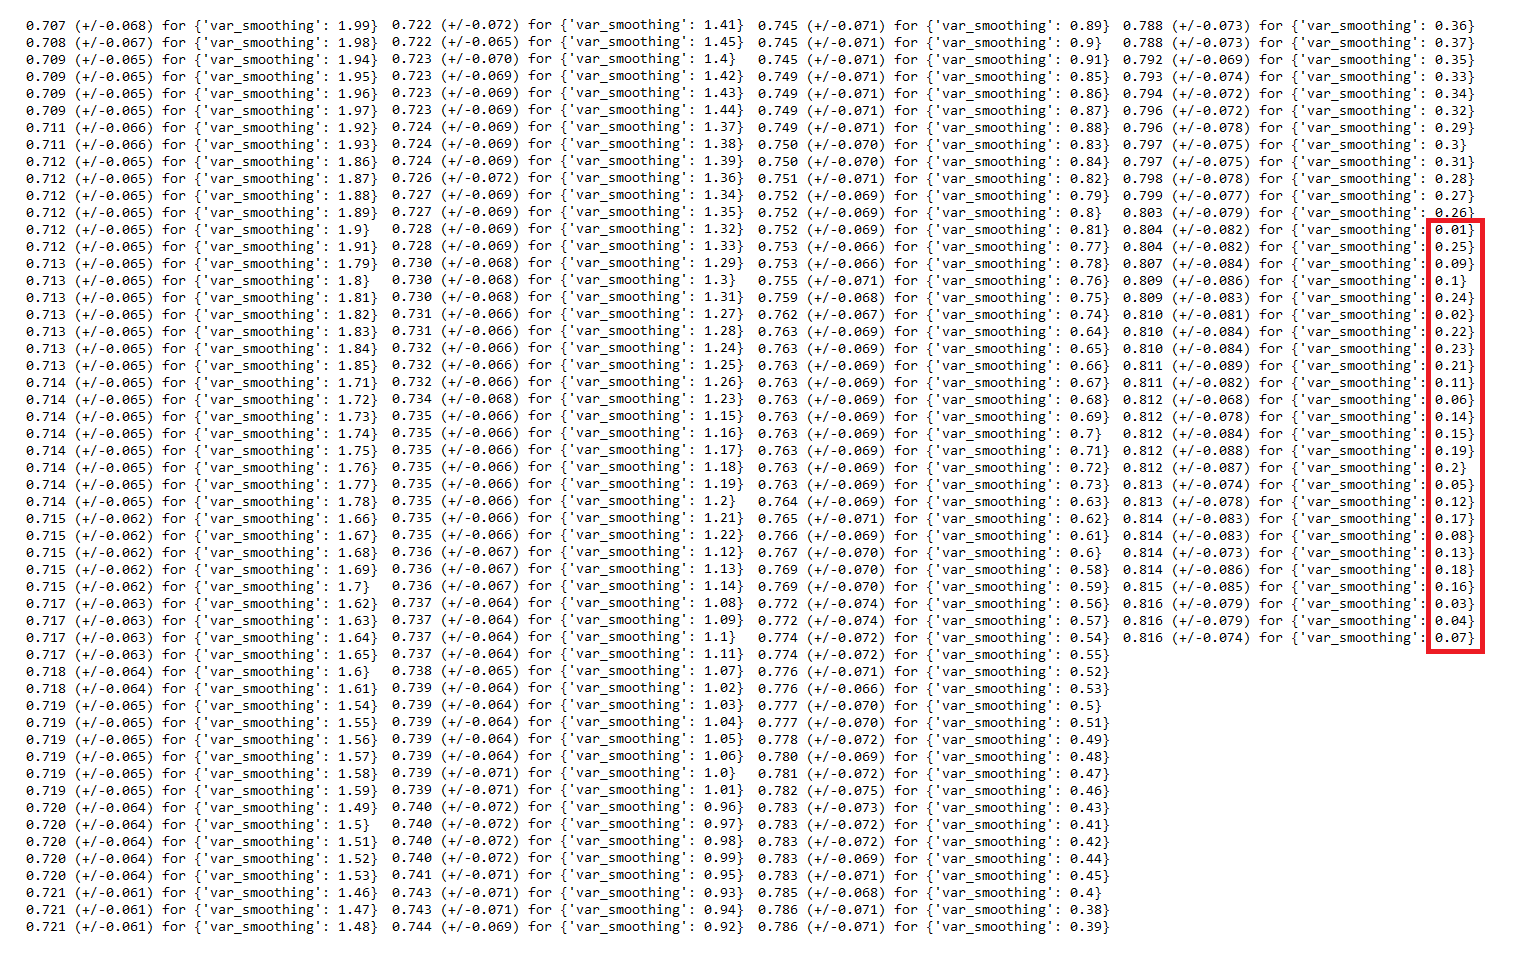 0.707 (+/-0.068) for {'var_smoothing': 1.99}
0.708 (+/-0.067) for {'var_smoothing': 1.98}
0.709 (+/-0.065) for {'var_smoothing': 1.94}
0.709 (+/-0.065) for {'var_smoothing': 1.95}
0.709 (+/-0.065) for {'var_smoothing': 1.96}
0.709 (+/-0.065) for {'var_smoothing': 1.97}
0.711 (+/-0.066) for {'var_smoothing': 1.92}
0.711 (+/-0.066) for {'var_smoothing': 1.93}
0.712 (+/-0.065) for {'var_smoothing': 1.86}
0.712 (+/-0.065) for {'var_smoothing': 1.87}
0.712 (+/-0.065) for {'var_smoothing': 1.88}
0.712 (+/-0.065) for {'var_smoothing': 1.89}
0.712 (+/-0.065) for {'var_smoothing': 1.9}
0.712 (+/-0.065) for {'var_smoothing': 1.91}
0.713 (+/-0.065) for {'var_smoothing': 1.79}
0.713 (+/-0.065) for {'var_smoothing': 1.8}
0.713 (+/-0.065) for {'var_smoothing': 1.81}
0.713 (+/-0.065) for {'var_smoothing': 1.82}
0.713 (+/-0.065) for {'var_smoothing': 1.83}
0.713 (+/-0.065) for {'var_smoothing': 1.84}
0.713 (+/-0.065) for {'var_smoothing': 1.85}
0.714 (+/-0.065) for {'var_smoothing': 1.71}
0.714 (+/-0.065) for {'var_smoothing': 1.72}
0.714 (+/-0.065) for {'var_smoothing': 1.73}
0.714 (+/-0.065) for {'var_smoothing': 1.74}
0.714 (+/-0.065) for {'var_smoothing': 1.75}
0.714 (+/-0.065) for {'var_smoothing': 1.76}
0.714 (+/-0.065) for {'var_smoothing': 1.77}
0.714 (+/-0.065) for {'var_smoothing': 1.78}
0.715 (+/-0.062) for {'var_smoothing': 1.66}
0.715 (+/-0.062) for {'var_smoothing': 1.67}
0.715 (+/-0.062) for {'var_smoothing': 1.68}
0.715 (+/-0.062) for {'var_smoothing': 1.69}
0.715 (+/-0.062) for {'var_smoothing': 1.7}
0.717 (+/-0.063) for {'var_smoothing': 1.62}
0.717 (+/-0.063) for {'var_smoothing': 1.63}
0.717 (+/-0.063) for {'var_smoothing': 1.64}
0.717 (+/-0.063) for {'var_smoothing': 1.65}
0.718 (+/-0.064) for {'var_smoothing': 1.6}
0.718 (+/-0.064) for {'var_smoothing': 1.61}
0.719 (+/-0.065) for {'var_smoothing': 1.54}
0.719 (+/-0.065) for {'var_smoothing': 1.55}
0.719 (+/-0.065) for {'var_smoothing': 1.56}
0.719 (+/-0.065) for {'var_smoothing': 1.57}
0.719 (+/-0.065) for {'var_smoothing': 1.58}
0.719 (+/-0.065) for {'var_smoothing': 1.59}
0.720 (+/-0.064) for {'var_smoothing': 1.49}
0.720 (+/-0.064) for {'var_smoothing': 1.5}
0.720 (+/-0.064) for {'var_smoothing': 1.51}
0.720 (+/-0.064) for {'var_smoothing': 1.52}
0.720 (+/-0.064) for {'var_smoothing': 1.53}
0.721 (+/-0.061) for {'var_smoothing': 1.46}
0.721 (+/-0.061) for {'var_smoothing': 1.47}
0.721 (+/-0.061) for {'var_smoothing': 1.48}
0.722 (+/-0.072) for {'var_smoothing': 1.41}
0.722 (+/-0.065) for {'var_smoothing': 1.45}
0.723 (+/-0.070) for {'var_smoothing': 1.4}
0.723 (+/-0.069) for {'var_smoothing': 1.42}
0.723 (+/-0.069) for {'var_smoothing': 1.43}
0.723 (+/-0.069) for {'var_smoothing': 1.44}
0.724 (+/-0.069) for {'var_smoothing': 1.37}
0.724 (+/-0.069) for {'var_smoothing': 1.38}
0.724 (+/-0.069) for {'var_smoothing': 1.39}
0.726 (+/-0.072) for {'var_smoothing': 1.36}
0.727 (+/-0.069) for {'var_smoothing': 1.34}
0.727 (+/-0.069) for {'var_smoothing': 1.35}
0.728 (+/-0.069) for {'var_smoothing': 1.32}
0.728 (+/-0.069) for {'var_smoothing': 1.33}
0.730 (+/-0.068) for {'var_smoothing': 1.29}
0.730 (+/-0.068) for {'var_smoothing': 1.3}
0.730 (+/-0.068) for {'var_smoothing': 1.31}
0.731 (+/-0.066) for {'var_smoothing': 1.27}
0.731 (+/-0.066) for {'var_smoothing': 1.28}
0.732 (+/-0.066) for {'var_smoothing': 1.24}
0.732 (+/-0.066) for {'var_smoothing': 1.25}
0.732 (+/-0.066) for {'var_smoothing': 1.26}
0.734 (+/-0.068) for {'var_smoothing': 1.23}
0.735 (+/-0.066) for {'var_smoothing': 1.15}
0.735 (+/-0.066) for {'var_smoothing': 1.16}
0.735 (+/-0.066) for {'var_smoothing': 1.17}
0.735 (+/-0.066) for {'var_smoothing': 1.18}
0.735 (+/-0.066) for {'var_smoothing': 1.19}
0.735 (+/-0.066) for {'var_smoothing': 1.2}
0.735 (+/-0.066) for {'var_smoothing': 1.21}
0.735 (+/-0.066) for {'var_smoothing': 1.22}
0.736 (+/-0.067) for {'var_smoothing': 1.12}
0.736 (+/-0.067) for {'var_smoothing': 1.13}
0.736 (+/-0.067) for {'var_smoothing': 1.14}
0.737 (+/-0.064) for {'var_smoothing': 1.08}
0.737 (+/-0.064) for {'var_smoothing': 1.09}
0.737 (+/-0.064) for {'var_smoothing': 1.1}
0.737 (+/-0.064) for {'var_smoothing': 1.11}
0.738 (+/-0.065) for {'var_smoothing': 1.07}
0.739 (+/-0.064) for {'var_smoothing': 1.02}
0.739 (+/-0.064) for {'var_smoothing': 1.03}
0.739 (+/-0.064) for {'var_smoothing': 1.04}
0.739 (+/-0.064) for {'var_smoothing': 1.05}
0.739 (+/-0.064) for {'var_smoothing': 1.06}
0.739 (+/-0.071) for {'var_smoothing': 1.0}
0.739 (+/-0.071) for {'var_smoothing': 1.01}
0.740 (+/-0.072) for {'var_smoothing': 0.96}
0.740 (+/-0.072) for {'var_smoothing': 0.97}
0.740 (+/-0.072) for {'var_smoothing': 0.98}
0.740 (+/-0.072) for {'var_smoothing': 0.99}
0.741 (+/-0.071) for {'var_smoothing': 0.95}
0.743 (+/-0.071) for {'var_smoothing': 0.93}
0.743 (+/-0.071) for {'var_smoothing': 0.94}
0.744 (+/-0.069) for {'var_smoothing': 0.92}
0.745 (+/-0.071) for {'var_smoothing': 0.89}
0.745 (+/-0.071) for {'var_smoothing': 0.9}
0.745 (+/-0.071) for {'var_smoothing': 0.91}
0.749 (+/-0.071) for {'var_smoothing': 0.85}
0.749 (+/-0.071) for {'var_smoothing': 0.86}
0.749 (+/-0.071) for {'var_smoothing': 0.87}
0.749 (+/-0.071) for {'var_smoothing': 0.88}
0.750 (+/-0.070) for {'var_smoothing': 0.83}
0.750 (+/-0.070) for {'var_smoothing': 0.84}
0.751 (+/-0.071) for {'var_smoothing': 0.82}
0.752 (+/-0.069) for {'var_smoothing': 0.79}
0.752 (+/-0.069) for {'var_smoothing': 0.8}
0.752 (+/-0.069) for {'var_smoothing': 0.81}
0.753 (+/-0.066) for {'var_smoothing': 0.77}
0.753 (+/-0.066) for {'var_smoothing': 0.78}
0.755 (+/-0.071) for {'var_smoothing': 0.76}
0.759 (+/-0.068) for {'var_smoothing': 0.75}
0.762 (+/-0.067) for {'var_smoothing': 0.74}
0.763 (+/-0.069) for {'var_smoothing': 0.64}
0.763 (+/-0.069) for {'var_smoothing': 0.65}
0.763 (+/-0.069) for {'var_smoothing': 0.66}
0.763 (+/-0.069) for {'var_smoothing': 0.67}
0.763 (+/-0.069) for {'var_smoothing': 0.68}
0.763 (+/-0.069) for {'var_smoothing': 0.69}
0.763 (+/-0.069) for {'var_smoothing': 0.7}
0.763 (+/-0.069) for {'var_smoothing': 0.71}
0.763 (+/-0.069) for {'var_smoothing': 0.72}
0.763 (+/-0.069) for {'var_smoothing': 0.73}
0.764 (+/-0.069) for {'var_smoothing': 0.63}
0.765 (+/-0.071) for {'var_smoothing': 0.62}
0.766 (+/-0.069) for {'var_smoothing': 0.61}
0.767 (+/-0.070) for {'var_smoothing': 0.6}
0.769 (+/-0.070) for {'var_smoothing': 0.58}
0.769 (+/-0.070) for {'var_smoothing': 0.59}
0.772 (+/-0.074) for {'var_smoothing': 0.56}
0.772 (+/-0.074) for {'var_smoothing': 0.57}
0.774 (+/-0.072) for {'var_smoothing': 0.54}
0.774 (+/-0.072) for {'var_smoothing': 0.55}
0.776 (+/-0.071) for {'var_smoothing': 0.52}
0.776 (+/-0.066) for {'var_smoothing': 0.53}
0.777 (+/-0.070) for {'var_smoothing': 0.5}
0.777 (+/-0.070) for {'var_smoothing': 0.51}
0.778 (+/-0.072) for {'var_smoothing': 0.49}
0.780 (+/-0.069) for {'var_smoothing': 0.48}
0.781 (+/-0.072) for {'var_smoothing': 0.47}
0.782 (+/-0.075) for {'var_smoothing': 0.46}
0.783 (+/-0.073) for {'var_smoothing': 0.43}
0.783 (+/-0.072) for {'var_smoothing': 0.41}
0.783 (+/-0.072) for {'var_smoothing': 0.42}
0.783 (+/-0.069) for {'var_smoothing': 0.44}
0.783 (+/-0.071) for {'var_smoothing': 0.45}
0.785 (+/-0.068) for {'var_smoothing': 0.4}
0.786 (+/-0.071) for {'var_smoothing': 0.38}
0.786 (+/-0.071) for {'var_smoothing': 0.39}
0.788 (+/-0.073) for {'var_smoothing': 0.36}
0.788 (+/-0.073) for {'var_smoothing': 0.37}
0.792 (+/-0.069) for {'var_smoothing': 0.35}
0.793 (+/-0.074) for {'var_smoothing': 0.33}
0.794 (+/-0.072) for {'var_smoothing': 0.34}
0.796 (+/-0.072) for {'var_smoothing': 0.32}
0.796 (+/-0.078) for {'var_smoothing': 0.29}
0.797 (+/-0.075) for {'var_smoothing': 0.3}
0.797 (+/-0.075) for {'var_smoothing': 0.31}
0.798 (+/-0.078) for {'var_smoothing': 0.28}
0.799 (+/-0.077) for {'var_smoothing': 0.27}
0.803 (+/-0.079) for {'var_smoothing': 0.26}
0.804 (+/-0.082) for {'var_smoothing': 0.01}
0.804 (+/-0.082) for {'var_smoothing': 0.25}
0.807 (+/-0.084) for {'var_smoothing': 0.09}
0.809 (+/-0.086) for {'var_smoothing': 0.1}
0.809 (+/-0.083) for {'var_smoothing': 0.24}
0.810 (+/-0.081) for {'var_smoothing': 0.02}
0.810 (+/-0.084) for {'var_smoothing': 0.22}
0.810 (+/-0.084) for {'var_smoothing': 0.23}
0.811 (+/-0.089) for {'var_smoothing': 0.21}
0.811 (+/-0.082) for {'var_smoothing': 0.11}
0.812 (+/-0.068) for {'var_smoothing': 0.06}
0.812 (+/-0.078) for {'var_smoothing': 0.14}
0.812 (+/-0.084) for {'var_smoothing': 0.15}
0.812 (+/-0.088) for {'var_smoothing': 0.19}
0.812 (+/-0.087) for {'var_smoothing': 0.2}
0.813 (+/-0.074) for {'var_smoothing': 0.05}
0.813 (+/-0.078) for {'var_smoothing': 0.12}
0.814 (+/-0.083) for {'var_smoothing': 0.17}
0.814 (+/-0.083) for {'var_smoothing': 0.08}
0.814 (+/-0.073) for {'var_smoothing': 0.13}
0.814 (+/-0.086) for {'var_smoothing': 0.18}
0.815 (+/-0.085) for {'var_smoothing': 0.16}
0.816 (+/-0.079) for {'var_smoothing': 0.03}
0.816 (+/-0.079) for {'var_smoothing': 0.04}
0.816 (+/-0.074) for {'var_smoothing': 0.07}